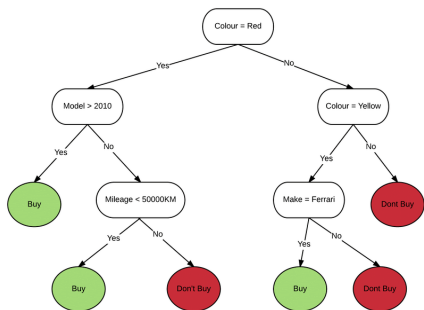 Colour = Red
Yes
No
Model > 2010
Colour = Yellow
Yes
No
Yes
No
Buy
Mileage < 50000KM
Make = Ferrari
Dont Buy
Yes
No
Yes
No
Buy
Don't Buy
Buy
Dont Buy